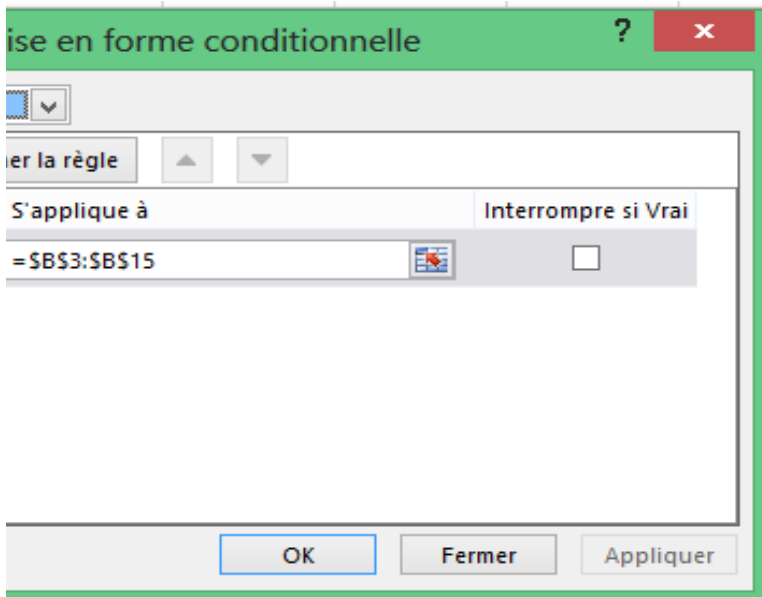 ise en forme conditionnelle ? x
er la règle
S'applique à Interrompre si Vrai
=$B$3:$B$15
OK Fermer Appliquer